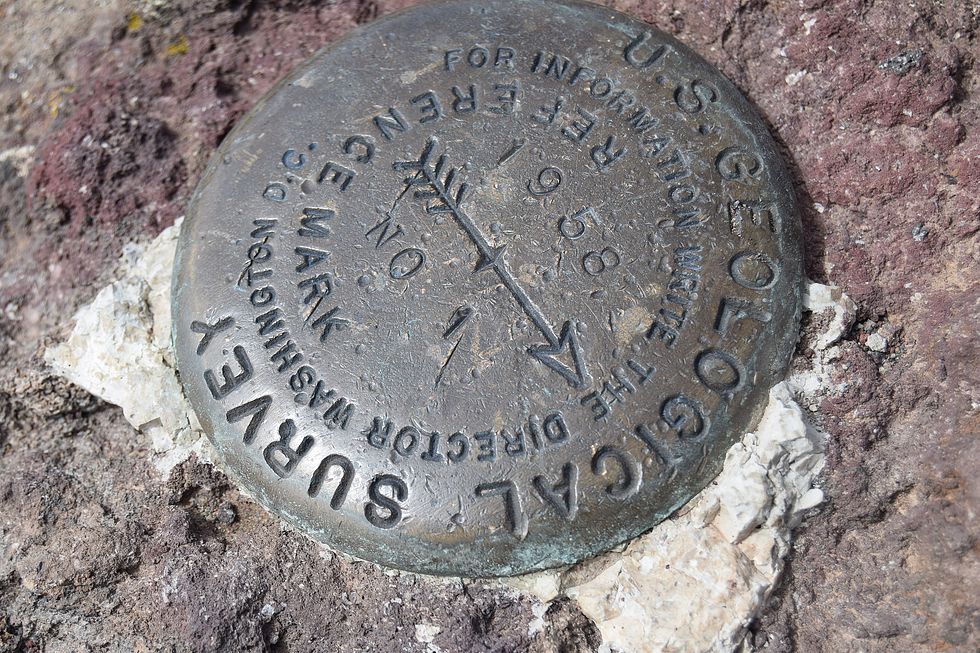 U.S. GEOLOGICAL SURVEY
FOR INFORMATION WRITE THE DIRECTOR WASHINGTON D.C.
REFERENCE MARK
NO 1
1958